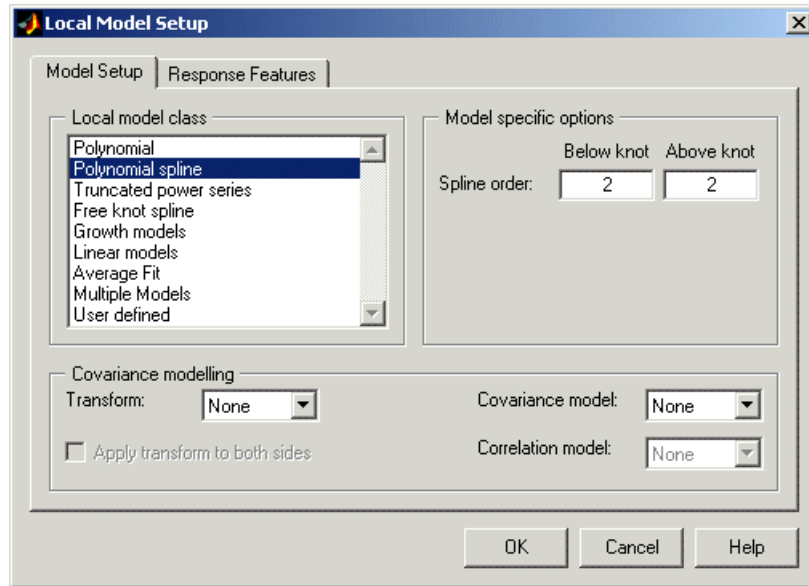 Local Model Setup
Model Setup
Response Features
Local model class
Polynomial
Polynomial spline
Truncated power series
Free knot spline
Growth models
Linear models
Average Fit
Multiple Models
User defined
Model specific options
Below knot Above knot
Spline order: 2 2
Covariance modelling
Transform: None
Apply transform to both sides
Covariance model: None
Correlation model: None
OK Cancel Help